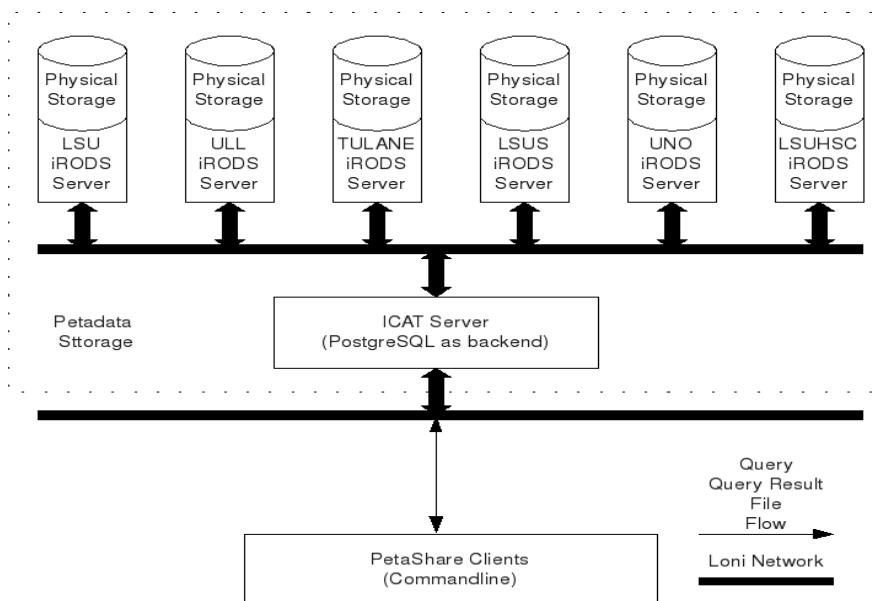 Physical
Storage
LSU
iRODS
Server
Physical
Storage
ULL
iRODS
Server
Physical
Storage
TULANE
iRODS
Server
Physical
Storage
LSUS
iRODS
Server
Physical
Storage
UNO
iRODS
Server
Physical
Storage
LSUHSC
iRODS
Server
Petadata
Sttorage
ICAT Server
(PostgreSQL as backend)
PetaShare Clients
(Commandline)
Query
Query Result
File
Flow
Loni Network